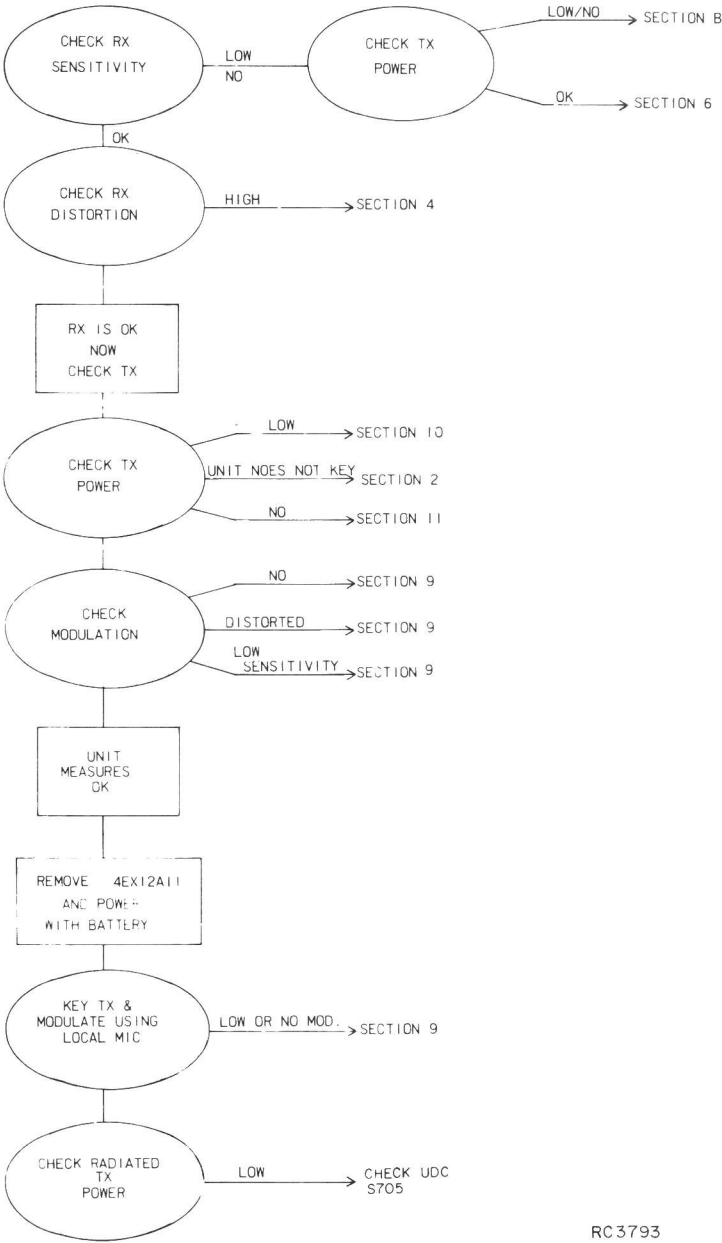 CHECK RX
SENSITIVITY
LOW
NO
CHECK TX
POWER
LOW/NO
SECTION B
OK
SECTION 6
OK
CHECK RX
DISTORTION
HIGH
SECTION 4
RX IS OK
NOW
CHECK TX
CHECK TX
POWER
LOW
SECTION 10
UNIT NOES NOT KEY
SECTION 2
NO
SECTION 11
CHECK
MODULATION
NO
SECTION 9
DISTORTED
SECTION 9
LOW
SENSITIVITY
SECTION 9
UNIT
MEASURES
OK
REMOVE 4EX12A11
AND POWER
WITH BATTERY
KEY TX &
MODULATE USING
LOCAL MIC
LOW OR NO MOD.
SECTION 9
CHECK RADIATED
TX
POWER
LOW
CHECK UDC
S705
RC3793